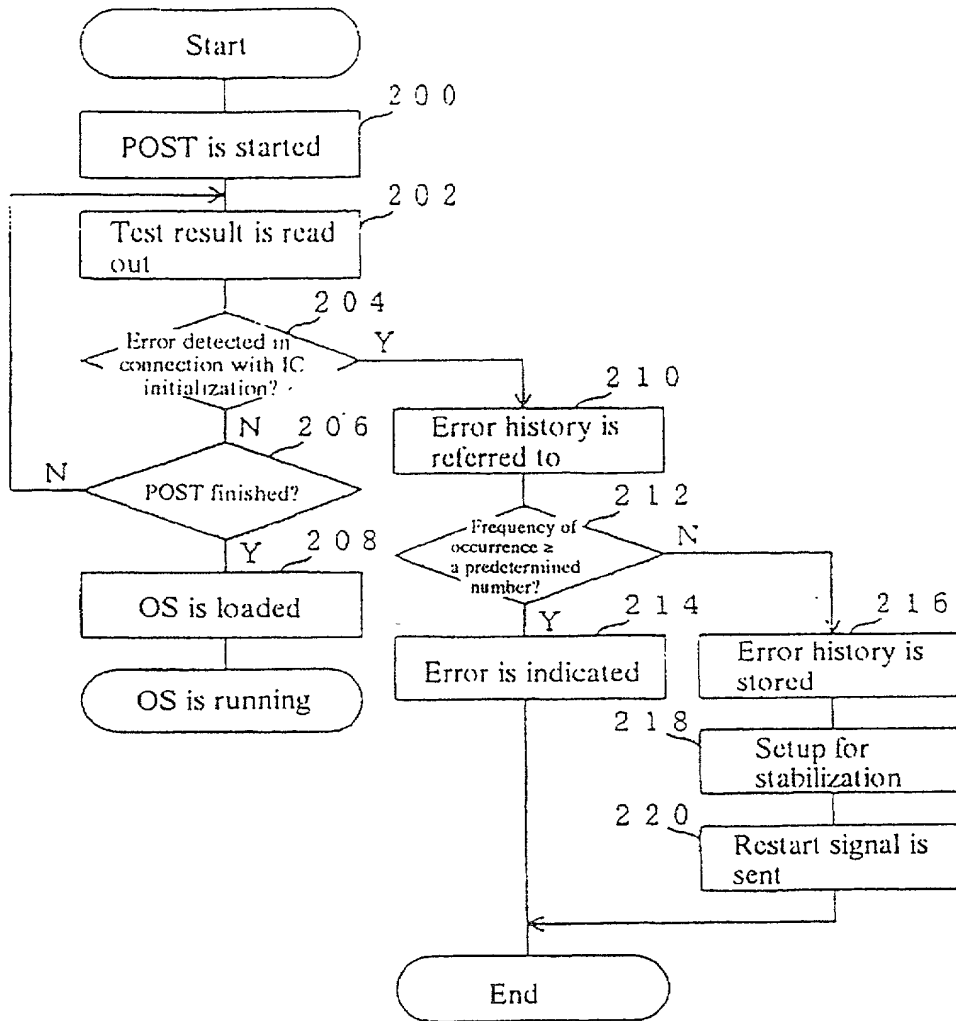 Start
200
POST is started
202
Test result is read
out
204
Error detected in
connection with IC
initialization?
Y
N
206
POST finished?
N
Y
208
OS is loaded
OS is running
210
Error history is
referred to
212
Frequency of
occurrence ≥
a predetermined
number?
N
Y
214
Error is indicated
216
Error history is
stored
218
Setup for
stabilization
220
Restart signal is
sent
End